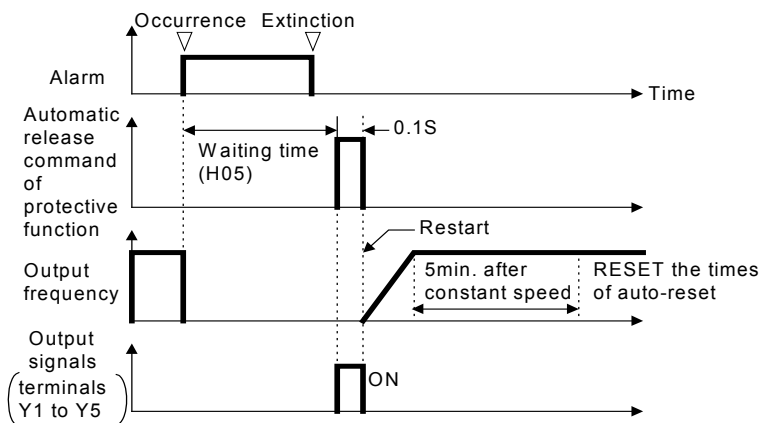 Occurrence Extinction
Alarm
Time
Automatic
release
command
of
protective
function
0.1S
Waiting time
(H05)
Restart
Output
frequency
5min. after
constant speed
RESET the times
of auto-reset
Output
signals
(terminals
Y1 to Y5)
ON